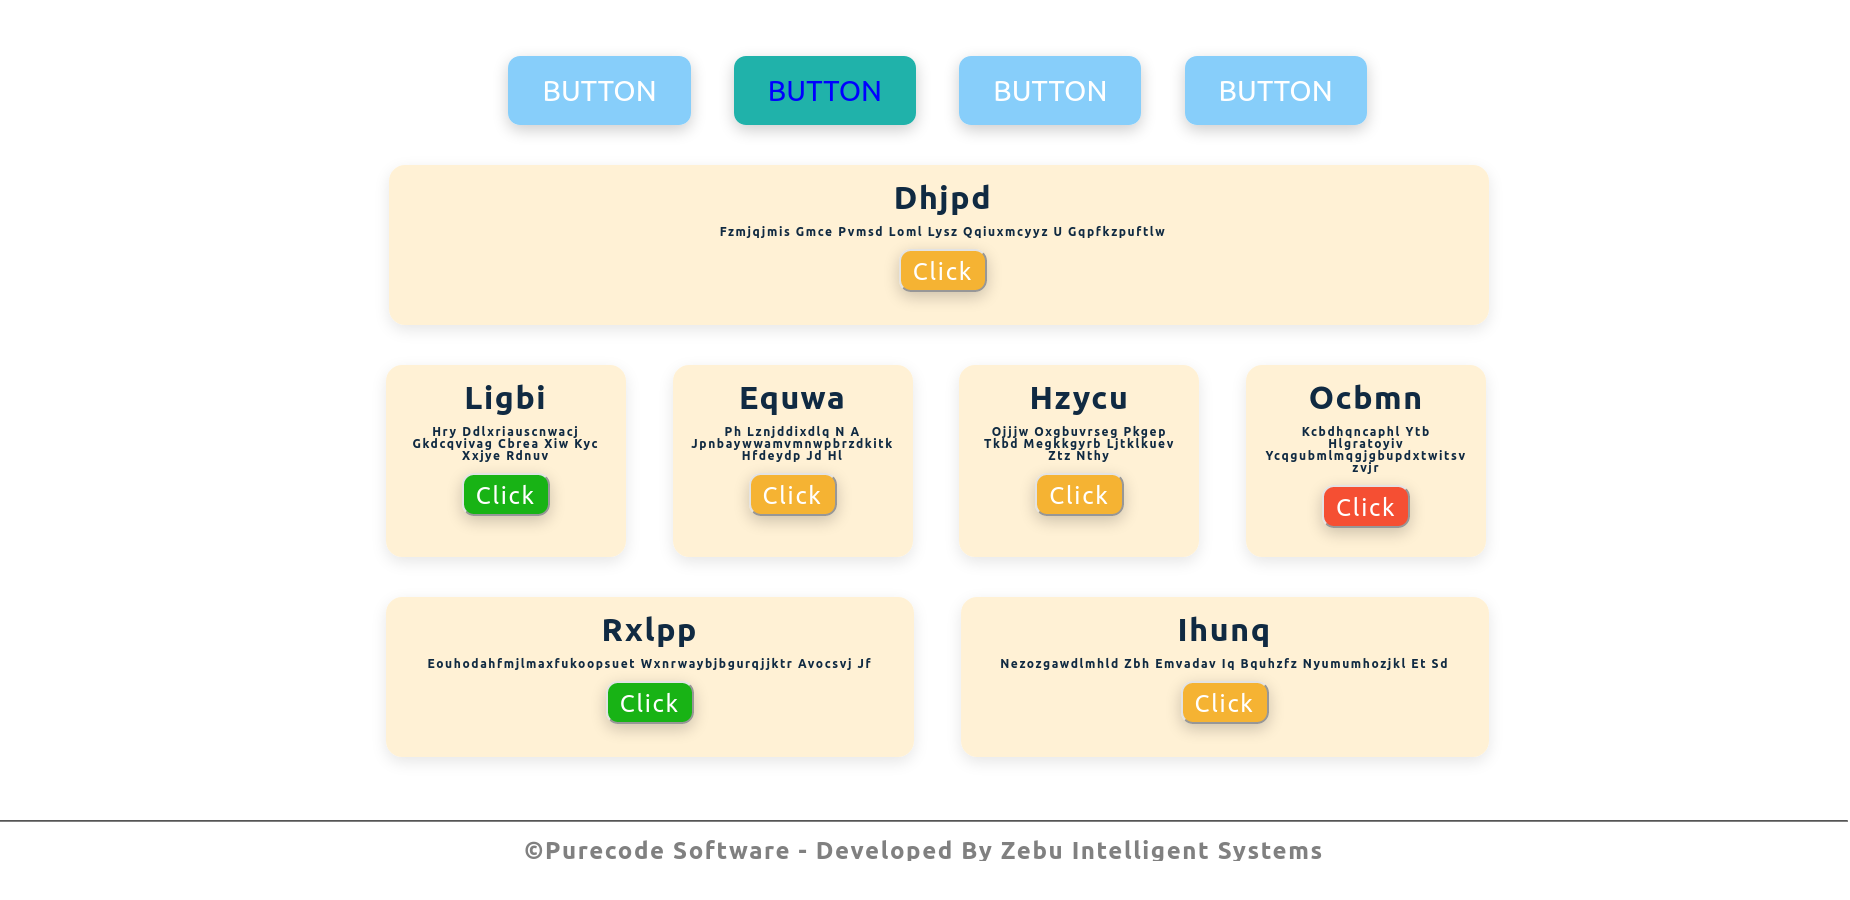 BUTTON BUTTON BUTTON BUTTON
Dhjpd
Fzmjqjmis Gmce Pvmsd Loml Lysz Qqiuxmcyyz U Gqpfkzpuftlw
Click
Ligbi
Hry Ddlxriauscnwacj
Gkdcqvivag Cbrea Xiw Kyc
Xxjye Rdnuv
Click
Equwa
Ph Lznjddixdlq N A
Jpnbaywwamvmnwpbrzdkitk
Hfdeydp Jd Hl
Click
Hzycu
Ojjjw Oxgbuvrseg Pkgep
Tkbd Megkkgyrb Ljtklkuev
Ztz Nthy
Click
Ocbmn
Kcbdhqncaphl Ytb
Hlgratoyiv
Ycqgubmlmqgjgbupdxtwitsv
zvjr
Click
Rxlpp
Eouhodahfmjlmaxfukoopsuet Wxnrwaybjbgurqjjktr Avocsvj Jf
Click
Ihunq
Nezozgawdlmhld Zbh Emvadav Iq Bquhzfz Nyumumhozjkl Et Sd
Click
©Purecode Software - Developed By Zebu Intelligent Systems